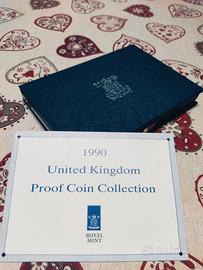 1990
United Kingdom
Proof Coin Collection
ROYAL
MINT